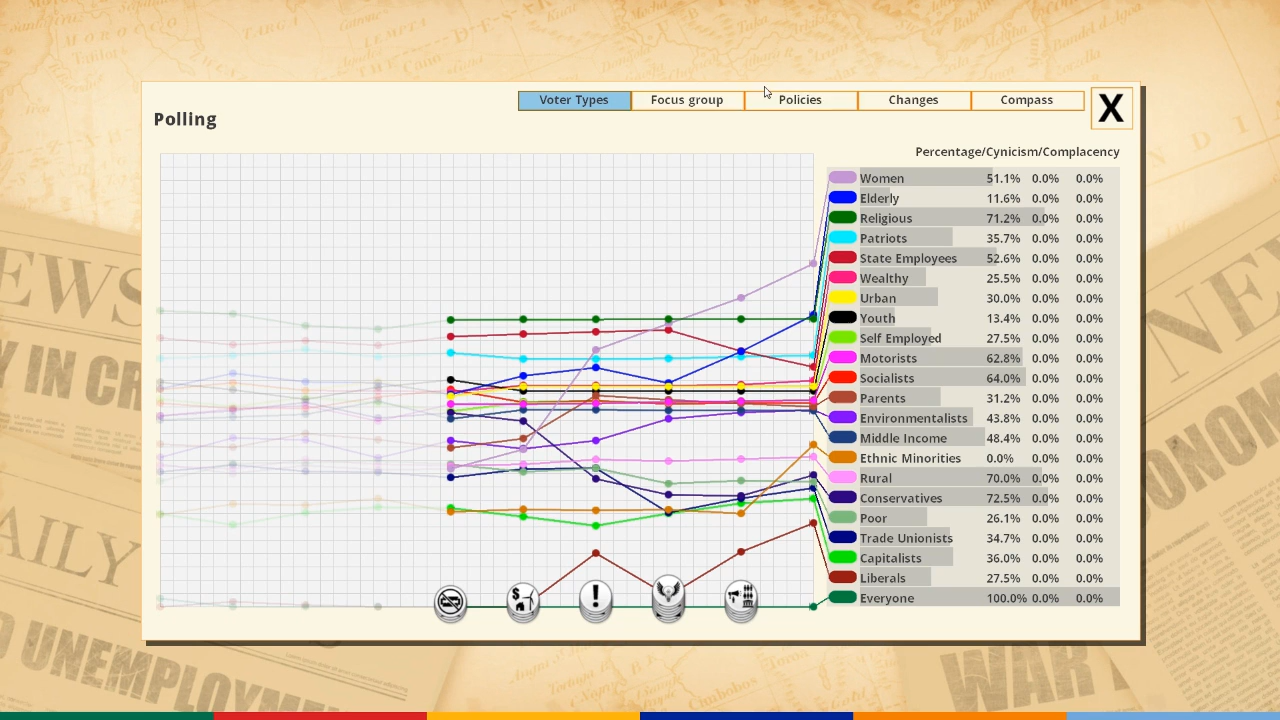 Voter Types Focus group Policies Changes Compass X
Polling
Percentage/Cynicism/Complacency
Women 51.1% 0.0% 0.0%
Elderly 11.6% 0.0% 0.0%
Religious 71.2% 0.0% 0.0%
Patriots 35.7% 0.0% 0.0%
State Employees 52.6% 0.0% 0.0%
Wealthy 25.5% 0.0% 0.0%
Urban 30.0% 0.0% 0.0%
Youth 13.4% 0.0% 0.0%
Self Employed 27.5% 0.0% 0.0%
Motorists 62.8% 0.0% 0.0%
Socialists 64.0% 0.0% 0.0%
Parents 31.2% 0.0% 0.0%
Environmentalists 43.8% 0.0% 0.0%
Middle Income 48.4% 0.0% 0.0%
Ethnic Minorities 0.0% 0.0% 0.0%
Rural 70.0% 0.0% 0.0%
Conservatives 72.5% 0.0% 0.0%
Poor 26.1% 0.0% 0.0%
Trade Unionists 34.7% 0.0% 0.0%
Capitalists 36.0% 0.0% 0.0%
Liberals 27.5% 0.0% 0.0%
Everyone 100.0% 0.0% 0.0%
NEWS
Y IN CR
DAILY
O UNEMPLOYM
WAR